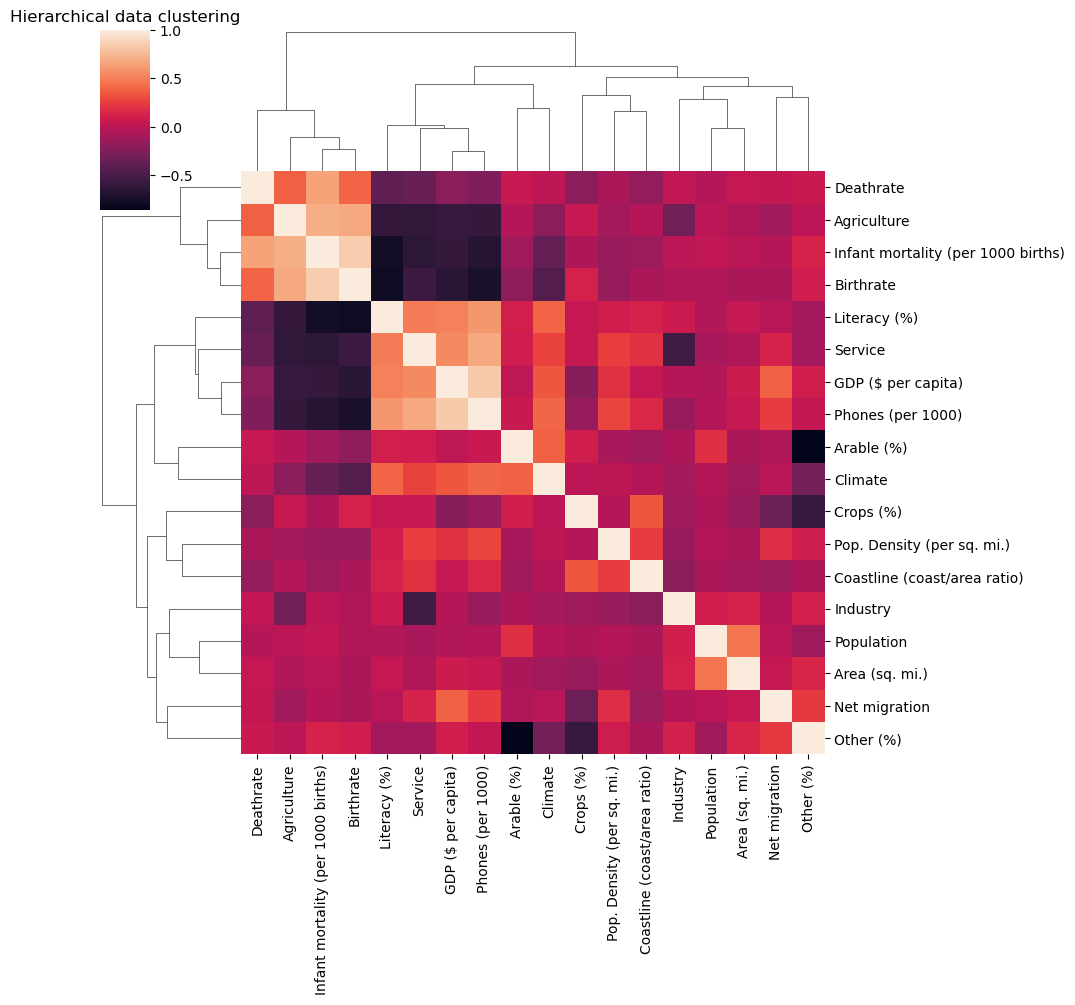 Hierarchical data clustering
1.0
0.5
0.0
−0.5
Deathrate
Agriculture
Infant mortality (per 1000 births)
Birthrate
Literacy (%)
Service
GDP ($ per capita)
Phones (per 1000)
Arable (%)
Climate
Crops (%)
Pop. Density (per sq. mi.)
Coastline (coast/area ratio)
Industry
Population
Area (sq. mi.)
Net migration
Other (%)
Deathrate
Agriculture
Infant mortality (per 1000 births)
Birthrate
Literacy (%)
Service
GDP ($ per capita)
Phones (per 1000)
Arable (%)
Climate
Crops (%)
Pop. Density (per sq. mi.)
Coastline (coast/area ratio)
Industry
Population
Area (sq. mi.)
Net migration
Other (%)